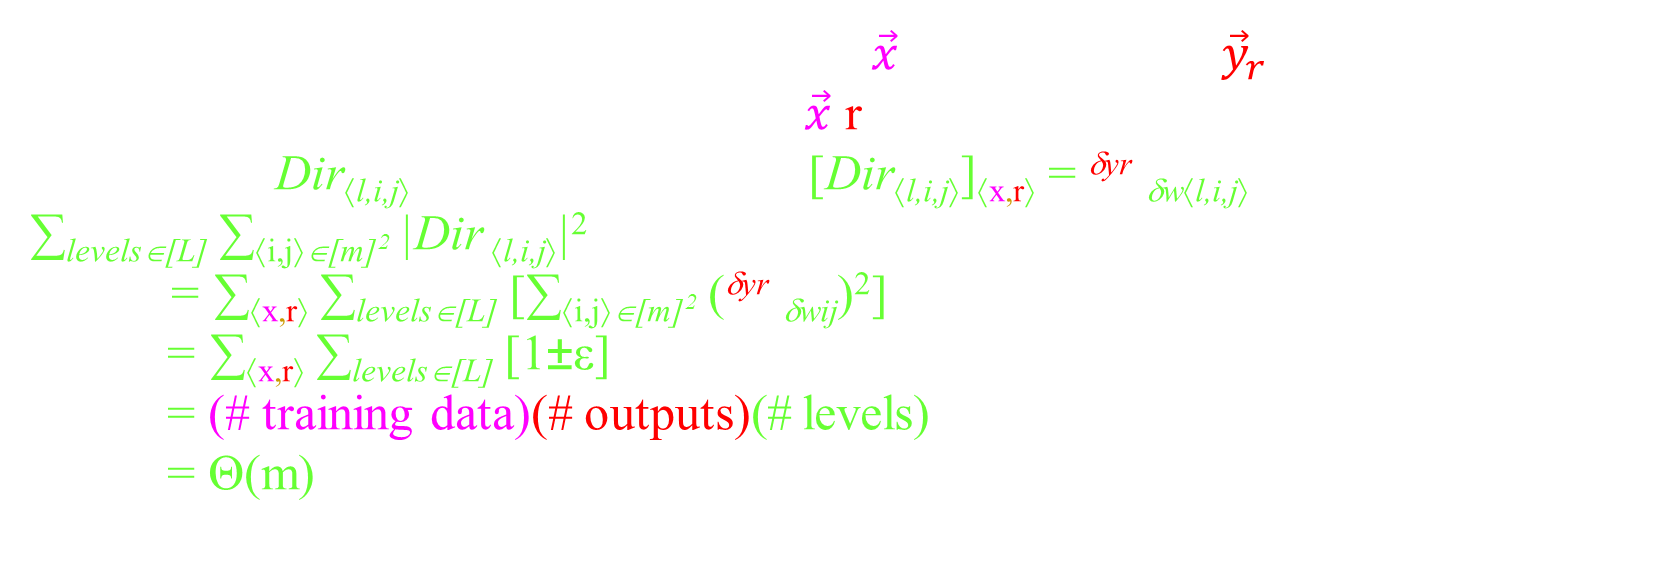 x⃗ y⃗ᵣ
x⃗ r
Dir⟨l,i,j⟩ [Dir⟨l,i,j⟩]⟨x,r⟩ = δyr δw⟨l,i,j⟩
∑levels∈[L] ∑⟨i,j⟩∈[m]² |Dir ⟨l,i,j⟩|²
= ∑⟨x,r⟩ ∑levels∈[L] [∑⟨i,j⟩∈[m]² (δyr δwij)²]
= ∑⟨x,r⟩ ∑levels∈[L] [1±ε]
= (# training data)(# outputs)(# levels)
= Θ(m)